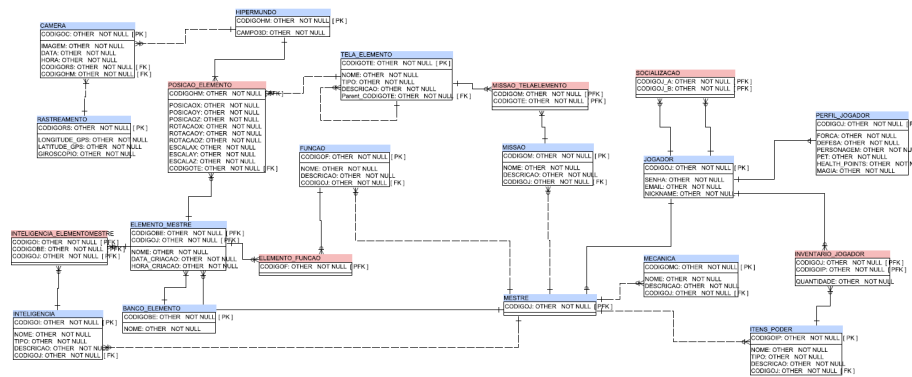 HIPERMUNDO
CODIGOHM: OTHER NOT NULL [ PK ]
CAMPO3D: OTHER NOT NULL
CAMERA
CODIGOC: OTHER NOT NULL [ PK ]
IMAGEM: OTHER NOT NULL
DATA: OTHER NOT NULL
HORA: OTHER NOT NULL
CODIGORS: OTHER NOT NULL [ FK ]
CODIGOHM: OTHER NOT NULL [ FK ]
TELA_ELEMENTO
CODIGOTE: OTHER NOT NULL [ PK ]
NOME: OTHER NOT NULL
TIPO: OTHER NOT NULL
DESCRICAO: OTHER NOT NULL
Parent_CODIGOTE: OTHER NOT NULL [ FK ]
POSICAO_ELEMENTO
CODIGOHM: OTHER NOT NULL [ PFK ]
POSICAOX: OTHER NOT NULL
POSICAOY: OTHER NOT NULL
POSICAOZ: OTHER NOT NULL
ROTACAOX: OTHER NOT NULL
ROTACAOY: OTHER NOT NULL
ROTACAOZ: OTHER NOT NULL
ESCALAX: OTHER NOT NULL
ESCALAY: OTHER NOT NULL
ESCALAZ: OTHER NOT NULL
CODIGOTE: OTHER NOT NULL [ FK ]
MISSAO_TELAELEMENTO
CODIGOM: OTHER NOT NULL [ PFK ]
CODIGOTE: OTHER NOT NULL [ PFK ]
SOCIALIZACAO
CODIGOJ_A: OTHER NOT NULL [ PFK ]
CODIGOJ_B: OTHER NOT NULL [ PFK ]
RASTREAMENTO
CODIGORS: OTHER NOT NULL [ PK ]
LONGITUDE_GPS: OTHER NOT NULL
LATITUDE_GPS: OTHER NOT NULL
GIROSCOPIO: OTHER NOT NULL
PERFIL_JOGADOR
CODIGOJ: OTHER NOT NULL [ PFK ]
FORCA: OTHER NOT NULL
DEFESA: OTHER NOT NULL
PERSONAGEM: OTHER NOT NU
PET: OTHER NOT NULL
HEALTH_POINTS: OTHER N
MAGIA: OTHER NOT NULL
FUNCAO
CODIGOF: OTHER NOT NULL [ PK ]
NOME: OTHER NOT NULL
DESCRICAO: OTHER NOT NULL
CODIGOJ: OTHER NOT NULL [ FK ]
MISSAO
CODIGOM: OTHER NOT NULL [ PK ]
NOME: OTHER NOT NULL
DESCRICAO: OTHER NOT NULL
CODIGOJ: OTHER NOT NULL [ FK ]
JOGADOR
CODIGOJ: OTHER NOT NULL [ PK ]
SENHA: OTHER NOT NULL
EMAIL: OTHER NOT NULL
NICKNAME: OTHER NOT NULL
ELEMENTO_MESTRE
CODIGOBE: OTHER NOT NULL [ PFK ]
CODIGOJ: OTHER NOT NULL [ PFK ]
NOME: OTHER NOT NULL
DATA_CRIACAO: OTHER NOT NULL
HORA_CRIACAO: OTHER NOT NULL
INTELIGENCIA_ELEMENTOMESTRE
CODIGOI: OTHER NOT NULL [ PFK ]
CODIGOBE: OTHER NOT NULL [ PFK ]
CODIGOJ: OTHER NOT NULL [ PFK ]
ELEMENTO_FUNCAO
CODIGOF: OTHER NOT NULL [ PFK ]
MECANICA
CODIGOMC: OTHER NOT NULL [ PK ]
NOME: OTHER NOT NULL
DESCRICAO: OTHER NOT NULL
CODIGOJ: OTHER NOT NULL [ FK ]
INVENTARIO_JOGADOR
CODIGOJ: OTHER NOT NULL [ PFK ]
CODIGOIP: OTHER NOT NULL [ PFK ]
QUANTIDADE: OTHER NOT NULL
BANCO_ELEMENTO
CODIGOBE: OTHER NOT NULL [ PK ]
NOME: OTHER NOT NULL
MESTRE
CODIGOJ: OTHER NOT NULL [ PFK ]
INTELIGENCIA
CODIGOI: OTHER NOT NULL [ PK ]
NOME: OTHER NOT NULL
TIPO: OTHER NOT NULL
DESCRICAO: OTHER NOT NULL
CODIGOJ: OTHER NOT NULL [ FK ]
ITENS_PODER
CODIGOIP: OTHER NOT NULL [ PK ]
NOME: OTHER NOT NULL
TIPO: OTHER NOT NULL
DESCRICAO: OTHER NOT NULL
CODIGOJ: OTHER NOT NULL [ FK ]